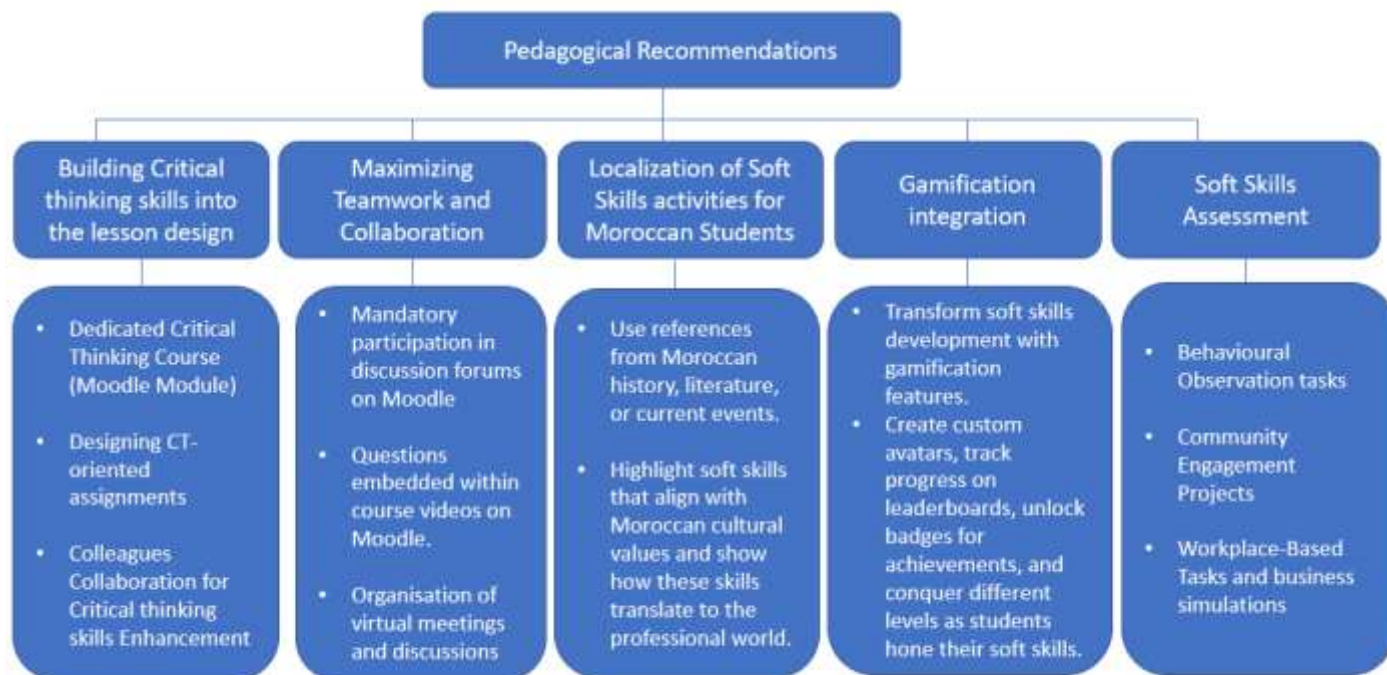 Pedagogical Recommendations
Building Critical
thinking skills into
the lesson design
Maximizing
Teamwork and
Collaboration
Localization of Soft
Skills activities for
Moroccan Students
Gamification
integration
Soft Skills
Assessment
• Dedicated Critical
Thinking Course
(Moodle Module)
• Designing CT-
oriented
assignments
• Colleagues
Collaboration for
Critical thinking
skills Enhancement
• Mandatory
participation in
discussion forums
on Moodle
• Questions
embedded within
course videos on
Moodle.
• Organisation of
virtual meetings
and discussions
• Use references
from Moroccan
history, literature,
or current events.
• Highlight soft skills
that align with
Moroccan cultural
values and show
how these skills
translate to the
professional world.
• Transform soft skills
development with
gamification
features.
• Create custom
avatars, track
progress on
leaderboards, unlock
badges for
achievements, and
conquer different
levels as students
hone their soft skills.
• Behavioural
Observation tasks
• Community
Engagement
Projects
• Workplace-Based
Tasks and business
simulations